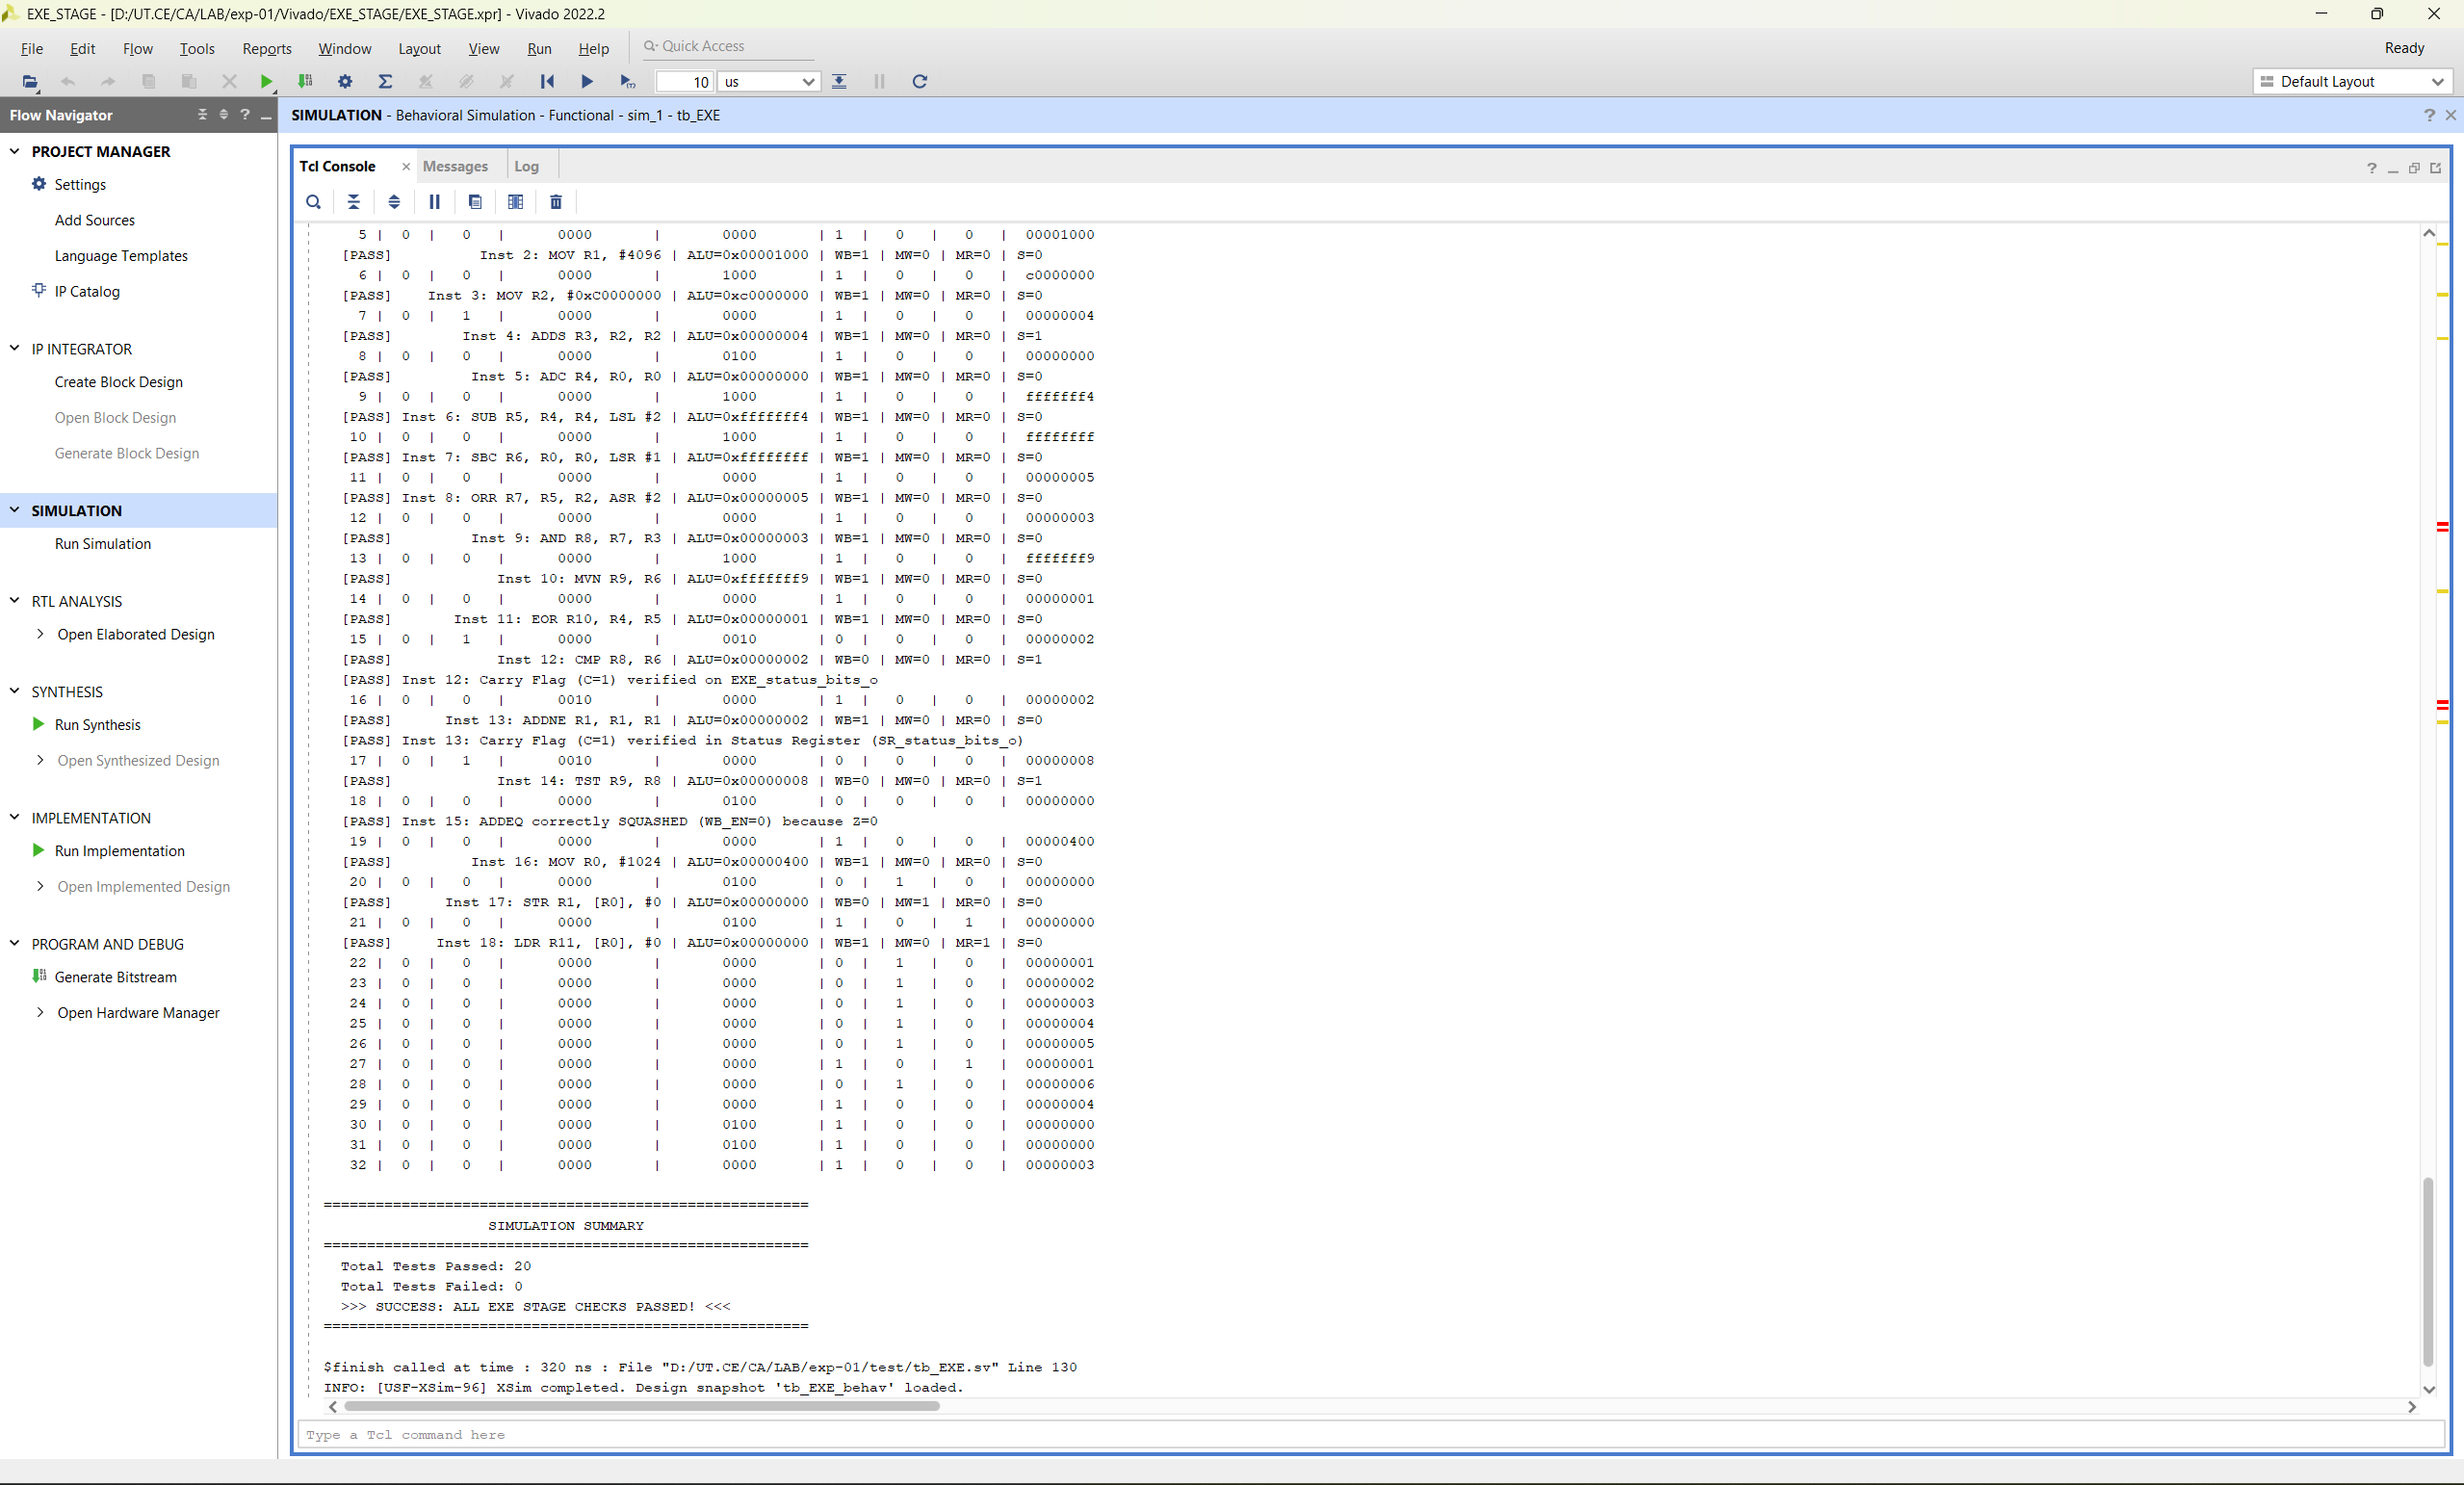 EXE_STAGE - [D:/UT.CE/CA/LAB/exp-01/Vivado/EXE_STAGE/EXE_STAGE.xpr] - Vivado 2022.2
File Edit Flow Tools Reports Window Layout View Run Help Quick Access
Ready
10 us
Default Layout
Flow Navigator
SIMULATION - Behavioral Simulation - Functional - sim_1 - tb_EXE
PROJECT MANAGER
Settings
Add Sources
Language Templates
IP Catalog
IP INTEGRATOR
Create Block Design
Open Block Design
Generate Block Design
SIMULATION
Run Simulation
RTL ANALYSIS
Open Elaborated Design
SYNTHESIS
Run Synthesis
Open Synthesized Design
IMPLEMENTATION
Run Implementation
Open Implemented Design
PROGRAM AND DEBUG
Generate Bitstream
Open Hardware Manager
Tcl Console Messages Log
5 | 0 | 0 | 0000 | 0000 | 1 | 0 | 0 | 00001000
[PASS] Inst 2: MOV R1, #4096 | ALU=0x00001000 | WB=1 | MW=0 | MR=0 | S=0
6 | 0 | 0 | 0000 | 1000 | 1 | 0 | 0 | c0000000
[PASS] Inst 3: MOV R2, #0xC0000000 | ALU=0xc0000000 | WB=1 | MW=0 | MR=0 | S=0
7 | 0 | 1 | 0000 | 0000 | 1 | 0 | 0 | 00000004
[PASS] Inst 4: ADDS R3, R2, R2 | ALU=0x00000004 | WB=1 | MW=0 | MR=0 | S=1
8 | 0 | 0 | 0000 | 0100 | 1 | 0 | 0 | 00000000
[PASS] Inst 5: ADC R4, R0, R0 | ALU=0x00000000 | WB=1 | MW=0 | MR=0 | S=0
9 | 0 | 0 | 0000 | 1000 | 1 | 0 | 0 | fffffff4
[PASS] Inst 6: SUB R5, R4, R4, LSL #2 | ALU=0xfffffff4 | WB=1 | MW=0 | MR=0 | S=0
10 | 0 | 0 | 0000 | 1000 | 1 | 0 | 0 | ffffffff
[PASS] Inst 7: SBC R6, R0, R0, LSR #1 | ALU=0xffffffff | WB=1 | MW=0 | MR=0 | S=0
11 | 0 | 0 | 0000 | 0000 | 1 | 0 | 0 | 00000005
[PASS] Inst 8: ORR R7, R5, R2, ASR #2 | ALU=0x00000005 | WB=1 | MW=0 | MR=0 | S=0
12 | 0 | 0 | 0000 | 0000 | 1 | 0 | 0 | 00000003
[PASS] Inst 9: AND R8, R7, R3 | ALU=0x00000003 | WB=1 | MW=0 | MR=0 | S=0
13 | 0 | 0 | 0000 | 1000 | 1 | 0 | 0 | fffffff9
[PASS] Inst 10: MVN R9, R6 | ALU=0xfffffff9 | WB=1 | MW=0 | MR=0 | S=0
14 | 0 | 0 | 0000 | 0000 | 1 | 0 | 0 | 00000001
[PASS] Inst 11: EOR R10, R4, R5 | ALU=0x00000001 | WB=1 | MW=0 | MR=0 | S=0
15 | 0 | 1 | 0000 | 0010 | 0 | 0 | 0 | 00000002
[PASS] Inst 12: CMP R8, R6 | ALU=0x00000002 | WB=0 | MW=0 | MR=0 | S=1
[PASS] Inst 12: Carry Flag (C=1) verified on EXE_status_bits_o
16 | 0 | 0 | 0010 | 0000 | 1 | 0 | 0 | 00000002
[PASS] Inst 13: ADDNE R1, R1, R1 | ALU=0x00000002 | WB=1 | MW=0 | MR=0 | S=0
[PASS] Inst 13: Carry Flag (C=1) verified in Status Register (SR_status_bits_o)
17 | 0 | 1 | 0010 | 0000 | 0 | 0 | 0 | 00000008
[PASS] Inst 14: TST R9, R8 | ALU=0x00000008 | WB=0 | MW=0 | MR=0 | S=1
18 | 0 | 0 | 0000 | 0100 | 0 | 0 | 0 | 00000000
[PASS] Inst 15: ADDEQ correctly SQUASHED (WB_EN=0) because Z=0
19 | 0 | 0 | 0000 | 0000 | 1 | 0 | 0 | 00000400
[PASS] Inst 16: MOV R0, #1024 | ALU=0x00000400 | WB=1 | MW=0 | MR=0 | S=0
20 | 0 | 0 | 0000 | 0100 | 0 | 1 | 0 | 00000000
[PASS] Inst 17: STR R1, [R0], #0 | ALU=0x00000000 | WB=0 | MW=1 | MR=0 | S=0
21 | 0 | 0 | 0000 | 0100 | 1 | 0 | 1 | 00000000
[PASS] Inst 18: LDR R11, [R0], #0 | ALU=0x00000000 | WB=1 | MW=0 | MR=1 | S=0
22 | 0 | 0 | 0000 | 0000 | 0 | 1 | 0 | 00000001
23 | 0 | 0 | 0000 | 0000 | 0 | 1 | 0 | 00000002
24 | 0 | 0 | 0000 | 0000 | 0 | 1 | 0 | 00000003
25 | 0 | 0 | 0000 | 0000 | 0 | 1 | 0 | 00000004
26 | 0 | 0 | 0000 | 0000 | 0 | 1 | 0 | 00000005
27 | 0 | 0 | 0000 | 0000 | 1 | 0 | 1 | 00000001
28 | 0 | 0 | 0000 | 0000 | 0 | 1 | 0 | 00000006
29 | 0 | 0 | 0000 | 0000 | 1 | 0 | 0 | 00000004
30 | 0 | 0 | 0000 | 0100 | 1 | 0 | 0 | 00000000
31 | 0 | 0 | 0000 | 0100 | 1 | 0 | 0 | 00000000
32 | 0 | 0 | 0000 | 0000 | 1 | 0 | 0 | 00000003
========================================================
SIMULATION SUMMARY
========================================================
Total Tests Passed: 20
Total Tests Failed: 0
>>> SUCCESS: ALL EXE STAGE CHECKS PASSED! <<<
========================================================
$finish called at time : 320 ns : File "D:/UT.CE/CA/LAB/exp-01/test/tb_EXE.sv" Line 130
INFO: [USF-XSim-96] XSim completed. Design snapshot 'tb_EXE_behav' loaded.
Type a Tcl command here